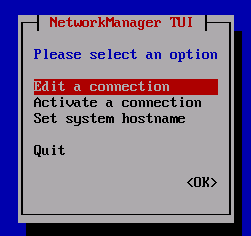 NetworkManager TUI
Please select an option
Edit a connection
Activate a connection
Set system hostname
Quit
<OK>